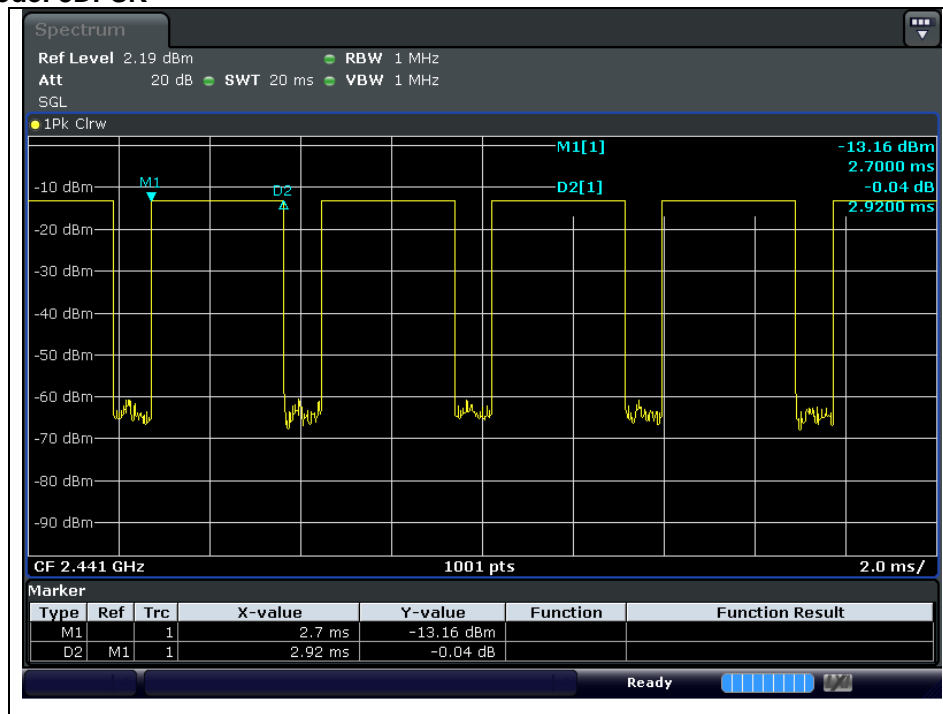 Spectrum
Ref Level 2.19 dBm RBW 1 MHz
Att 20 dB SWT 20 ms VBW 1 MHz
SGL
1Pk Clrw
M1[1] -13.16 dBm
2.7000 ms
D2[1] -0.04 dB
2.9200 ms
M1
D2
-10 dBm
-20 dBm
-30 dBm
-40 dBm
-50 dBm
-60 dBm
-70 dBm
-80 dBm
-90 dBm
CF 2.441 GHz 1001 pts 2.0 ms/
Marker
Type Ref Trc X-value Y-value Function Function Result
M1 1 2.7 ms -13.16 dBm
D2 M1 1 2.92 ms -0.04 dB
Ready